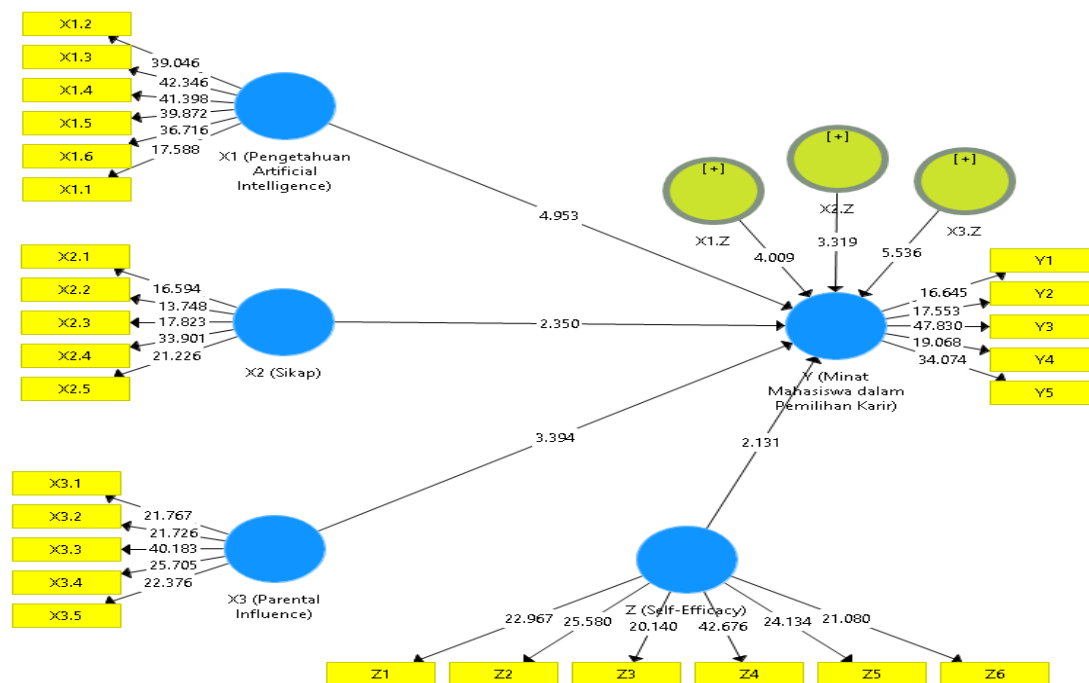 X1.2
X1.3
X1.4
X1.5
X1.6
X1.1
39.046
42.346
41.398
39.872
36.716
17.588
X1 (Pengetahuan
Artificial
Intelligence)
4.953
[+]
X1.Z
[+]
X2.Z
[+]
X3.Z
4.009
3.319
5.536
X2.1
X2.2
X2.3
X2.4
X2.5
16.594
13.748
17.823
33.901
21.226
X2 (Sikap)
2.350
Y (Minat
Mahasiswa dalam
Pemilihan Karir)
16.645
17.553
47.830
19.068
34.074
Y1
Y2
Y3
Y4
Y5
X3.1
X3.2
X3.3
X3.4
X3.5
21.767
21.726
40.183
25.705
22.376
X3 (Parental
Influence)
3.394
2.131
Z (Self-Efficacy)
22.967
25.580
20.140
42.676
24.134
21.080
Z1
Z2
Z3
Z4
Z5
Z6